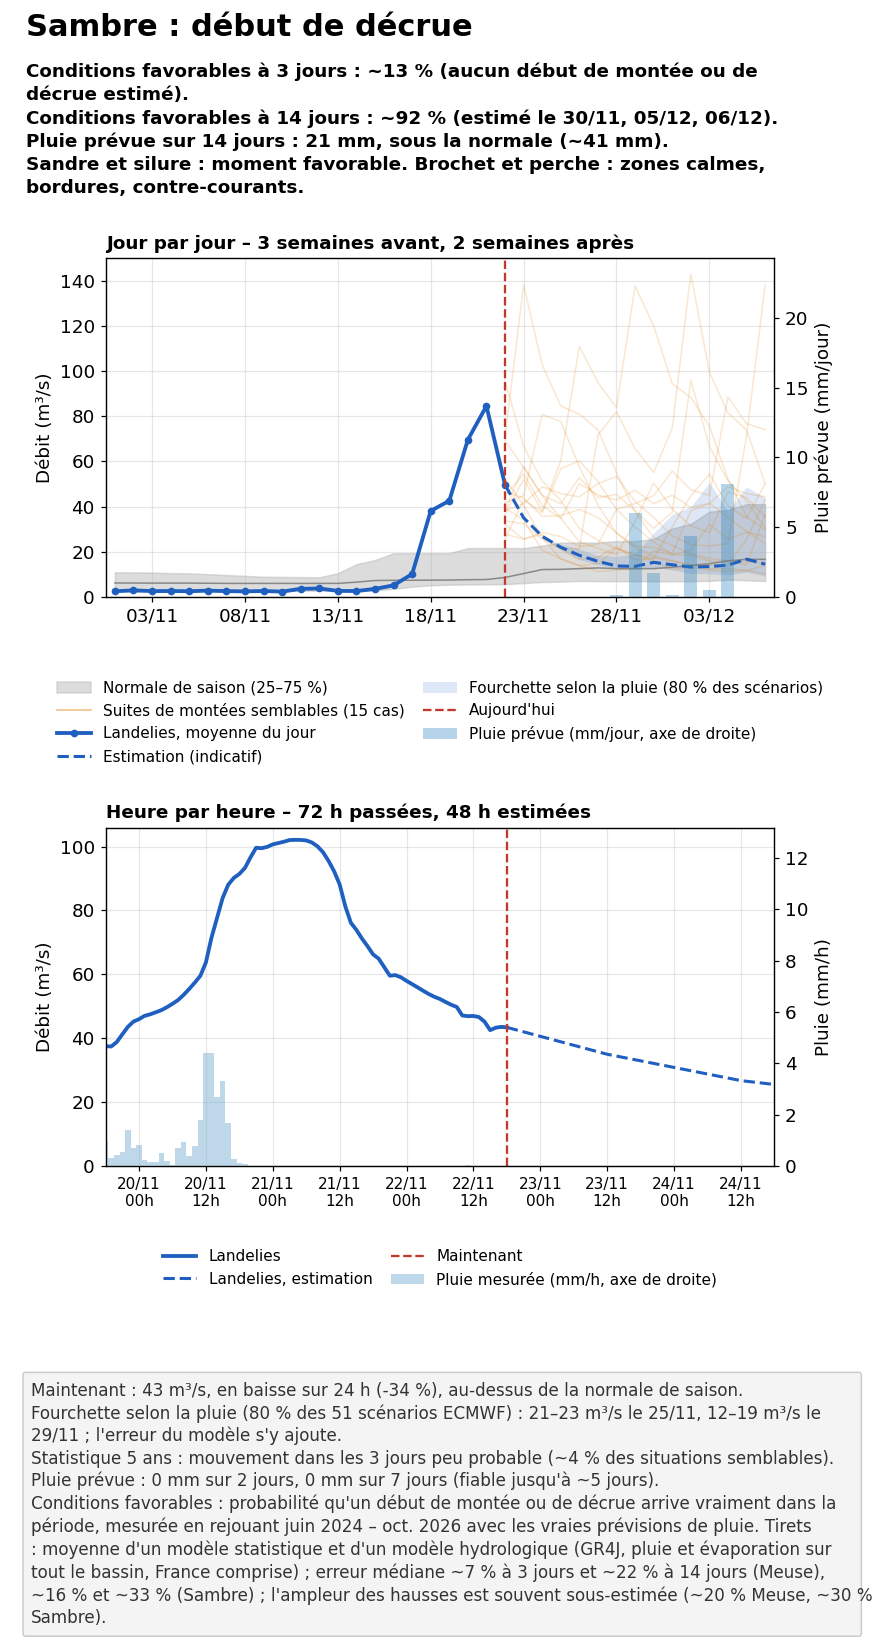 Sambre : début de décrue
Conditions favorables à 3 jours : ~13 % (aucun début de montée ou de
décrue estimé).
Conditions favorables à 14 jours : ~92 % (estimé le 30/11, 05/12, 06/12).
Pluie prévue sur 14 jours : 21 mm, sous la normale (~41 mm).
Sandre et silure : moment favorable. Brochet et perche : zones calmes,
bordures, contre-courants.
Jour par jour – 3 semaines avant, 2 semaines après
140
120
100
80
60
40
20
0
Débit (m³/s)
20
15
10
5
0
Pluie prévue (mm/jour)
03/11
08/11
13/11
18/11
23/11
28/11
03/12
Normale de saison (25–75 %)
Suites de montées semblables (15 cas)
Landelies, moyenne du jour
Estimation (indicatif)
Fourchette selon la pluie (80 % des scénarios)
Aujourd'hui
Pluie prévue (mm/jour, axe de droite)
Heure par heure – 72 h passées, 48 h estimées
100
80
60
40
20
0
Débit (m³/s)
12
10
8
6
4
2
0
Pluie (mm/h)
20/11
00h
20/11
12h
21/11
00h
21/11
12h
22/11
00h
22/11
12h
23/11
00h
23/11
12h
24/11
00h
24/11
12h
Landelies
Landelies, estimation
Maintenant
Pluie mesurée (mm/h, axe de droite)
Maintenant : 43 m³/s, en baisse sur 24 h (-34 %), au-dessus de la normale de saison.
Fourchette selon la pluie (80 % des 51 scénarios ECMWF) : 21–23 m³/s le 25/11, 12–19 m³/s le
29/11 ; l'erreur du modèle s'y ajoute.
Statistique 5 ans : mouvement dans les 3 jours peu probable (~4 % des situations semblables).
Pluie prévue : 0 mm sur 2 jours, 0 mm sur 7 jours (fiable jusqu'à ~5 jours).
Conditions favorables : probabilité qu'un début de montée ou de décrue arrive vraiment dans la
période, mesurée en rejouant juin 2024 – oct. 2026 avec les vraies prévisions de pluie. Tirets
: moyenne d'un modèle statistique et d'un modèle hydrologique (GR4J, pluie et évaporation sur
tout le bassin, France comprise) ; erreur médiane ~7 % à 3 jours et ~22 % à 14 jours (Meuse),
~16 % et ~33 % (Sambre) ; l'ampleur des hausses est souvent sous-estimée (~20 % Meuse, ~30 %
Sambre).